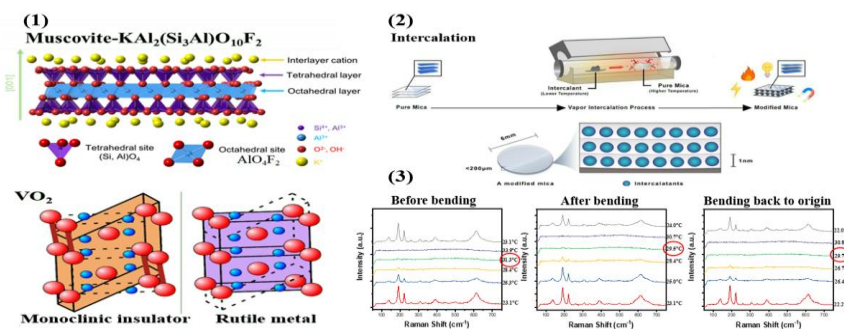 (1)
Muscovite-KAl₂(Si₃Al)O₁₀F₂
[001]
Interlayer cation
Tetrahedral layer
Octahedral layer
Tetrahedral site
(Si, Al)O₄
Octahedral site
AlO₄F₂
Si⁴⁺, Al³⁺
Al³⁺
O²⁻, OH⁻
K⁺
VO₂
Monoclinic insulator
Rutile metal
(2)
Intercalation
Pure Mica
Intercalant
(Lower Temperature)
Pure Mica
(Higher Temperature)
Vapor Intercalation Process
Modified Mica
6mm
<200μm
A modified mica
1nm
Intercalatents
(3)
Before bending
Intensity (a.u.)
Raman Shift (cm⁻¹)
After bending
Intensity (a.u.)
Raman Shift (cm⁻¹)
Bending back to origin
Intensity (a.u.)
Raman Shift (cm⁻¹)